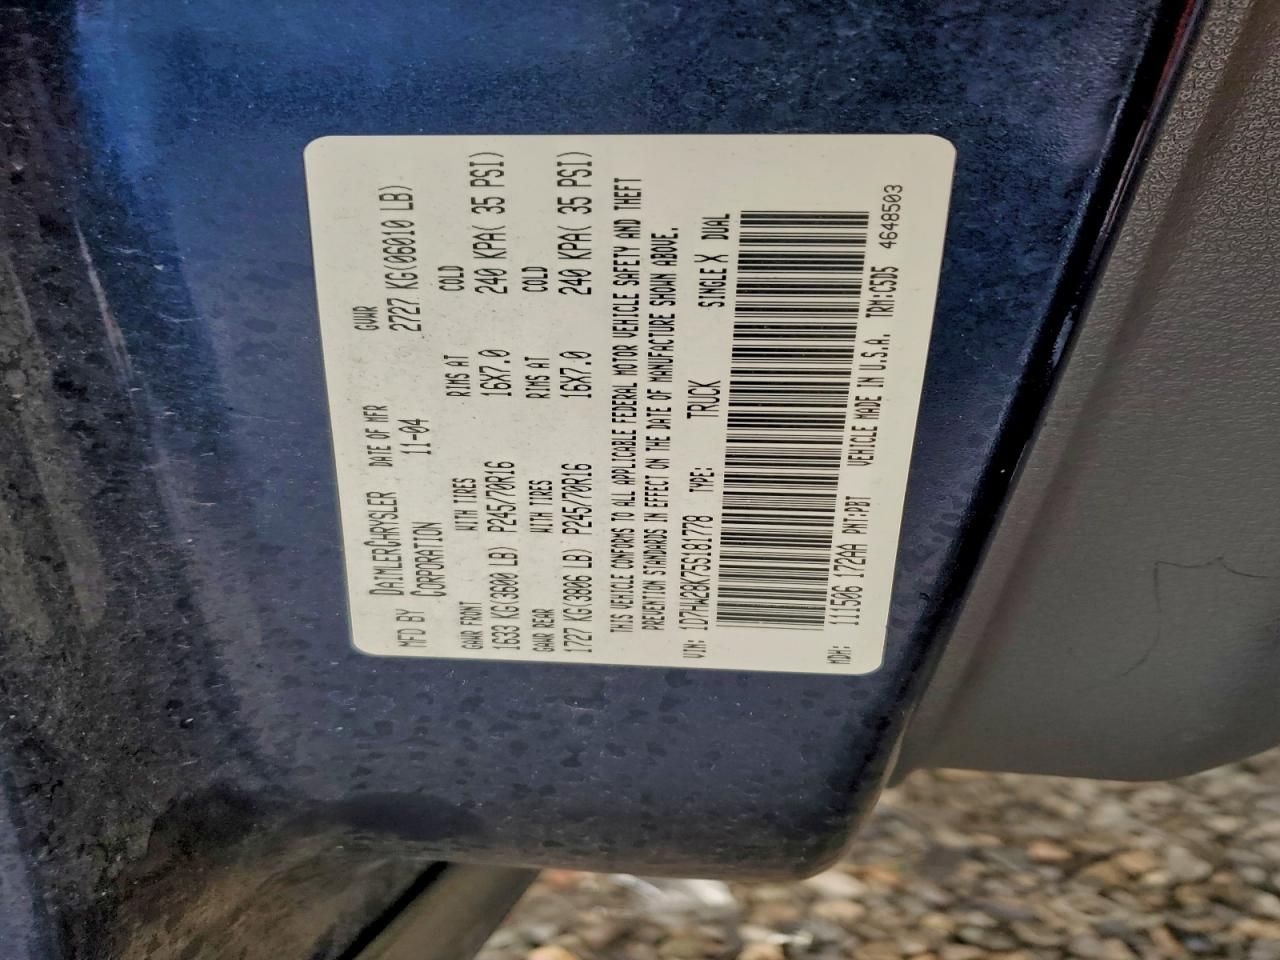 MFD BY DAIMLERCHRYSLER CORPORATION DATE OF MFR 11-04 GVWR 2727 KG(06010 LB)
GAWR FRONT WITH TIRES RIMS AT COLD
1633 KG(3600 LB) P245/70R16 16X7.0 240 KPA( 35 PSI)
GAWR REAR WITH TIRES RIMS AT COLD
1727 KG(3806 LB) P245/70R16 16X7.0 240 KPA( 35 PSI)
THIS VEHICLE CONFORMS TO ALL APPLICABLE FEDERAL MOTOR VEHICLE SAFETY AND THEFT
PREVENTION STANDARDS IN EFFECT ON THE DATE OF MANUFACTURE SHOWN ABOVE.
VIN: 1D7HW28K75S181778 TYPE: TRUCK SINGLE X DUAL
MDH: 111506 172AA PNT:PBT VEHICLE MADE IN U.S.A. TRM:C5D5 4648503